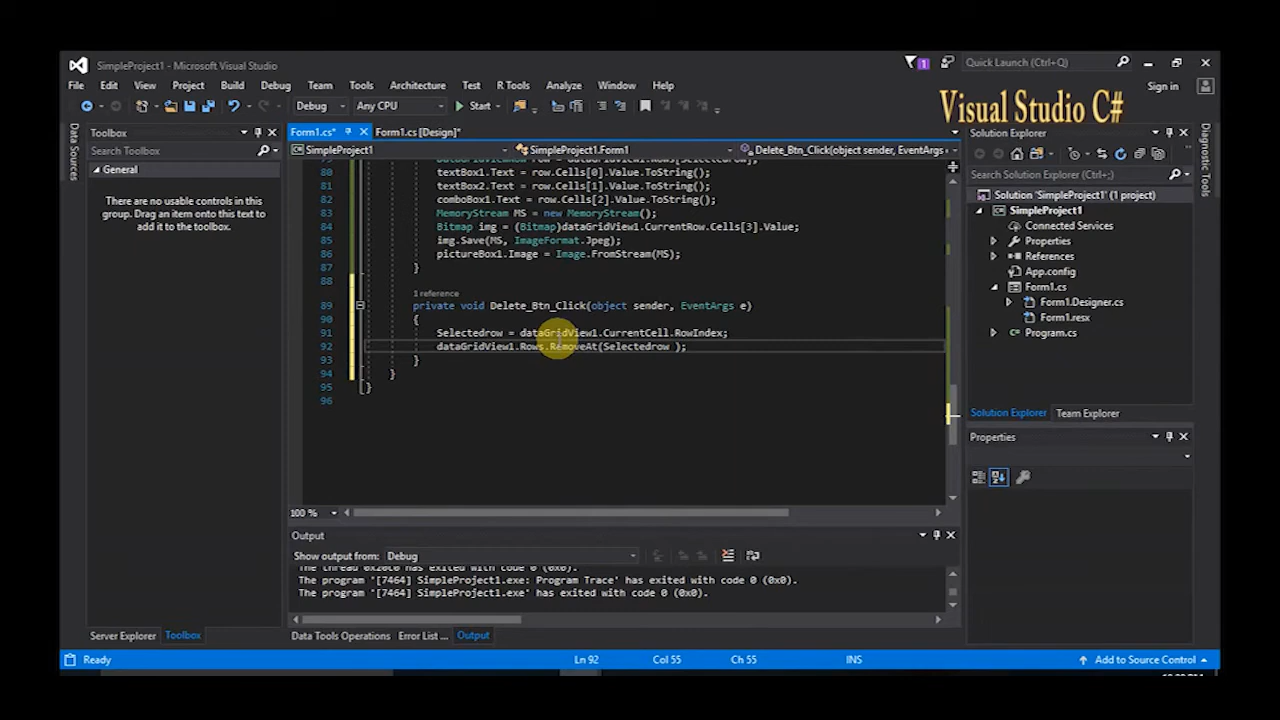 SimpleProject1 - Microsoft Visual Studio
1
Quick Launch (Ctrl+Q)
File Edit View Project Build Debug Team Tools Architecture Test R Tools Analyze Window Help
Sign in
Debug Any CPU Start
Visual Studio C#
Data Sources
Toolbox
Search Toolbox
General
There are no usable controls in this
group. Drag an item onto this text to
add it to the toolbox.
Form1.cs* Form1.cs [Design]*
SimpleProject1 SimpleProject1.Form1 Delete_Btn_Click(object sender, EventArgs
80 textBox1.Text = row.Cells[0].Value.ToString();
81 textBox2.Text = row.Cells[1].Value.ToString();
82 comboBox1.Text = row.Cells[2].Value.ToString();
83 MemoryStream MS = new MemoryStream();
84 Bitmap img = (Bitmap)dataGridView1.CurrentRow.Cells[3].Value;
85 img.Save(MS, ImageFormat.Jpeg);
86 pictureBox1.Image = Image.FromStream(MS);
87 }
88
1 reference
89 private void Delete_Btn_Click(object sender, EventArgs e)
90 {
91 Selectedrow = dataGridView1.CurrentCell.RowIndex;
92 dataGridView1.Rows.RemoveAt(Selectedrow );
93 }
94 }
95 }
96
100 %
Output
Show output from: Debug
The program '[7464] SimpleProject1.exe: Program Trace' has exited with code 0 (0x0).
The program '[7464] SimpleProject1.exe' has exited with code 0 (0x0).
Server Explorer Toolbox
Data Tools Operations Error List ... Output
Solution Explorer
Search Solution Explorer (Ctrl+;)
Solution 'SimpleProject1' (1 project)
SimpleProject1
Connected Services
Properties
References
App.config
Form1.cs
Form1.Designer.cs
Form1.resx
Program.cs
Solution Explorer Team Explorer
Properties
Diagnostic Tools
Ready Ln 92 Col 55 Ch 55 INS Add to Source Control